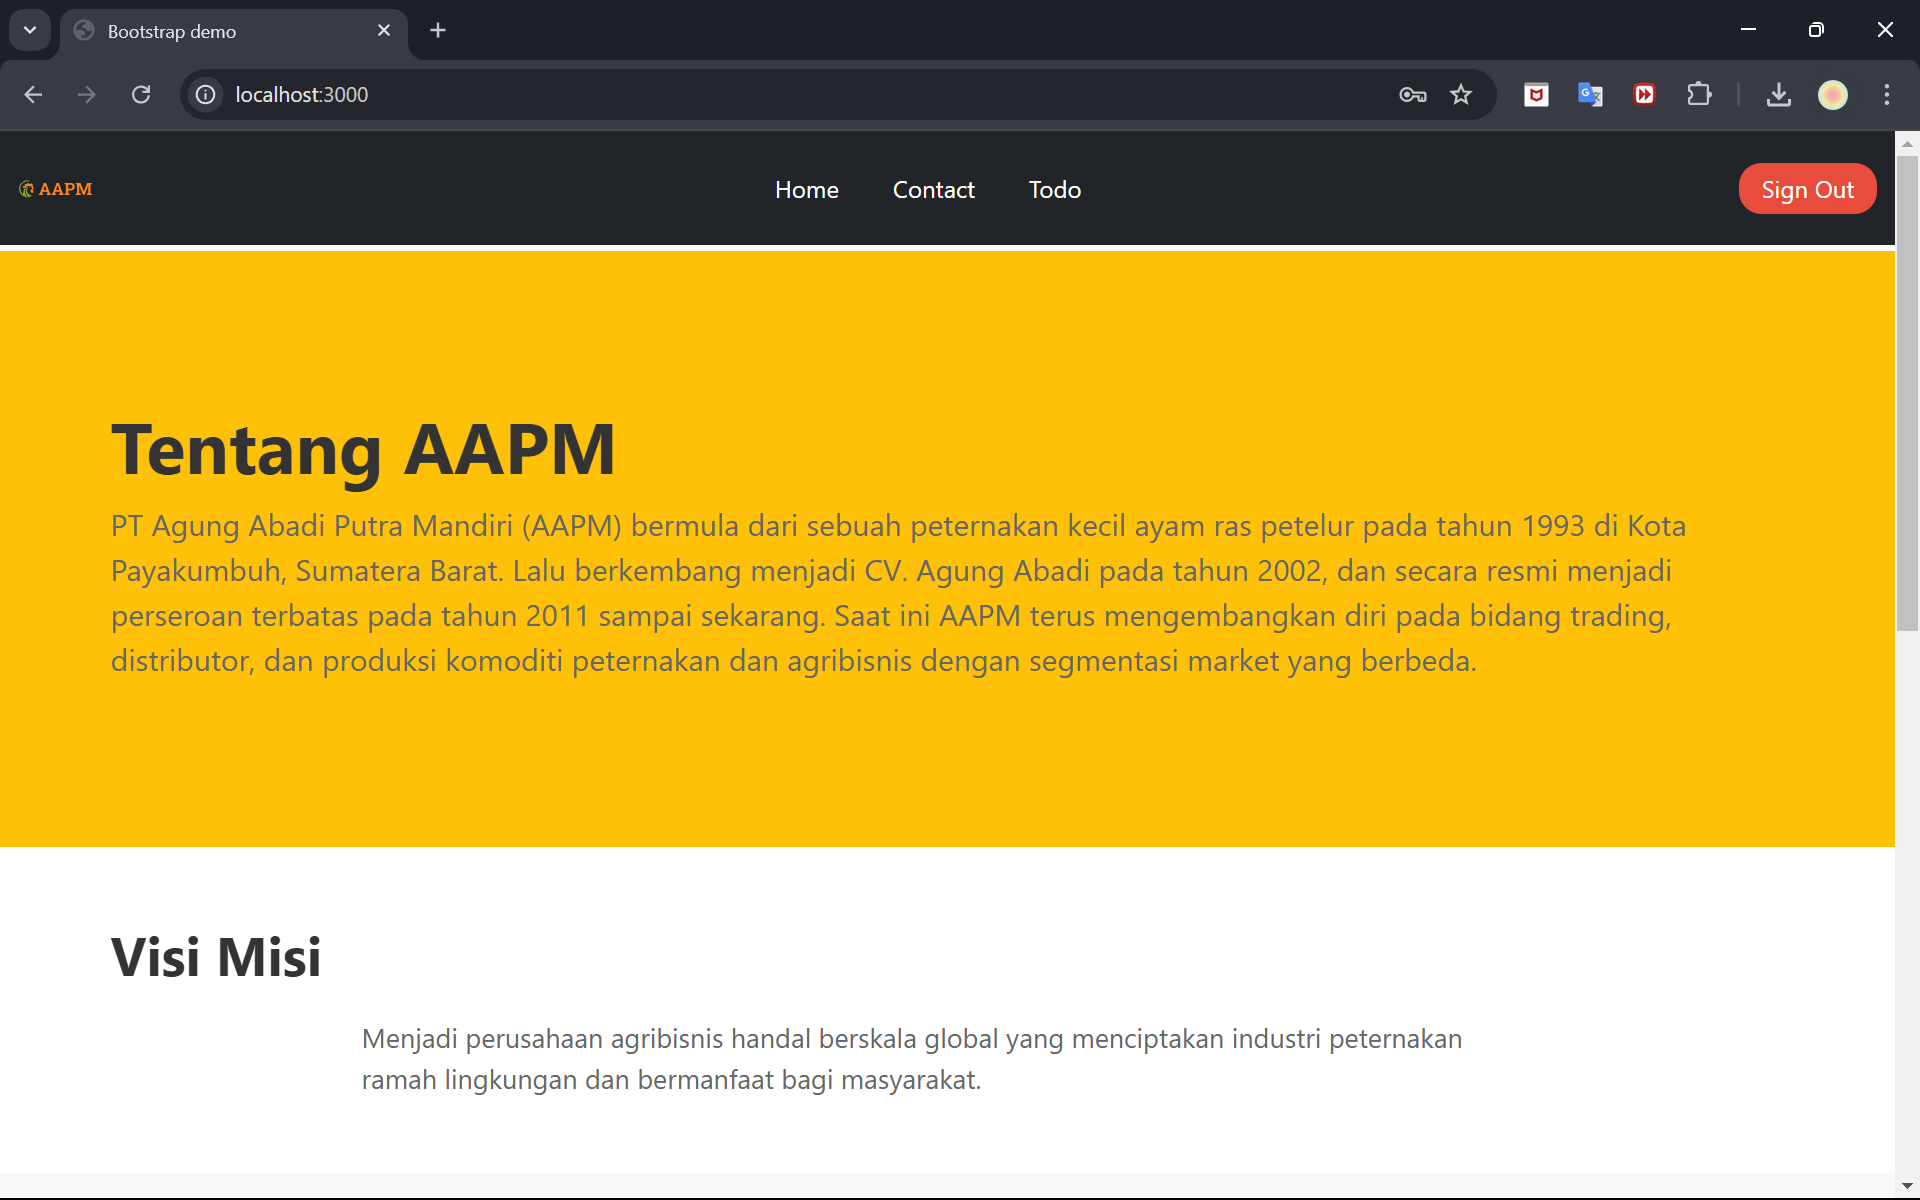 Bootstrap demo
localhost:3000
AAPM
Home
Contact
Todo
Sign Out
Tentang AAPM
PT Agung Abadi Putra Mandiri (AAPM) bermula dari sebuah peternakan kecil ayam ras petelur pada tahun 1993 di Kota
Payakumbuh, Sumatera Barat. Lalu berkembang menjadi CV. Agung Abadi pada tahun 2002, dan secara resmi menjadi
perseroan terbatas pada tahun 2011 sampai sekarang. Saat ini AAPM terus mengembangkan diri pada bidang trading,
distributor, dan produksi komoditi peternakan dan agribisnis dengan segmentasi market yang berbeda.
Visi Misi
Menjadi perusahaan agribisnis handal berskala global yang menciptakan industri peternakan
ramah lingkungan dan bermanfaat bagi masyarakat.